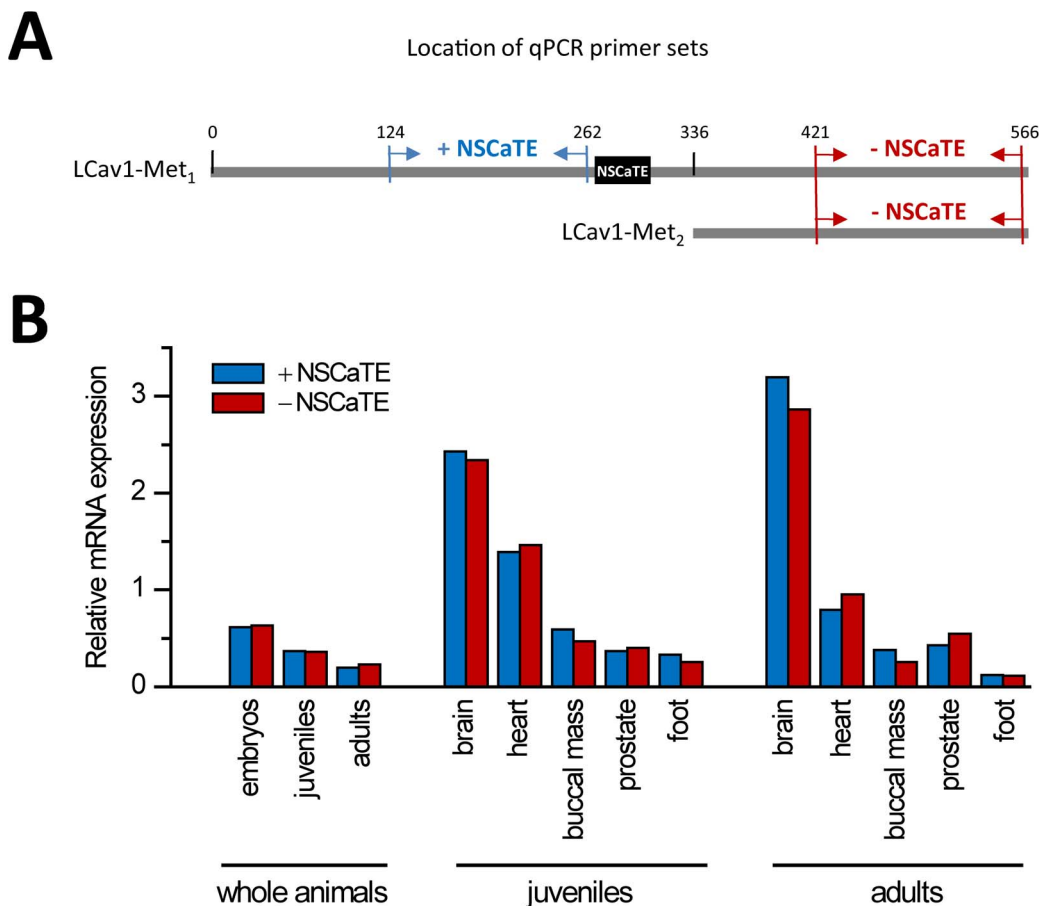 A
Location of qPCR primer sets
0 124 262 336 421 566
LCav1-Met1 + NSCaTE NSCaTE - NSCaTE
LCav1-Met2 - NSCaTE
B
Relative mRNA expression
3
2
1
0
+ NSCaTE
– NSCaTE
embryos
juveniles
adults
brain
heart
buccal mass
prostate
foot
brain
heart
buccal mass
prostate
foot
whole animals
juveniles
adults